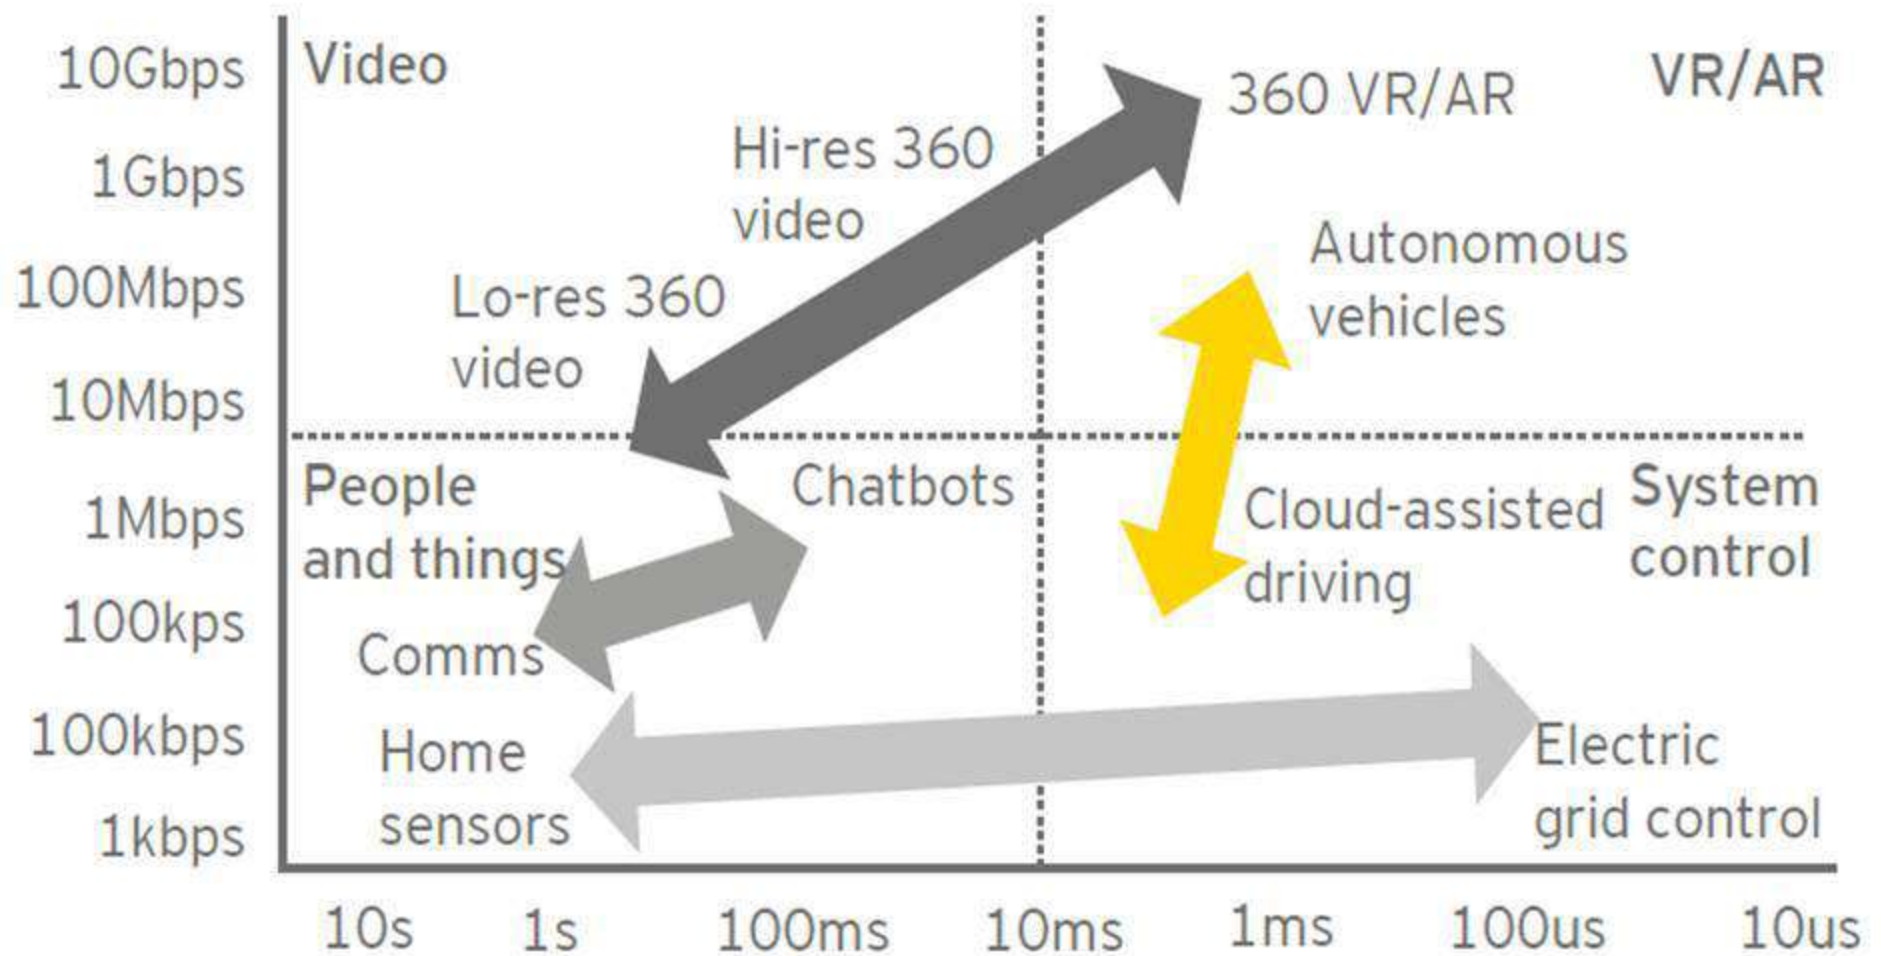 10Gbps
1Gbps
100Mbps
10Mbps
1Mbps
100kps
100kbps
1kbps
Video
VR/AR
360 VR/AR
Hi-res 360
video
Lo-res 360
video
Autonomous
vehicles
People
and things
Chatbots
Cloud-assisted
driving
System
control
Comms
Home
sensors
Electric
grid control
10s
1s
100ms
10ms
1ms
100us
10us